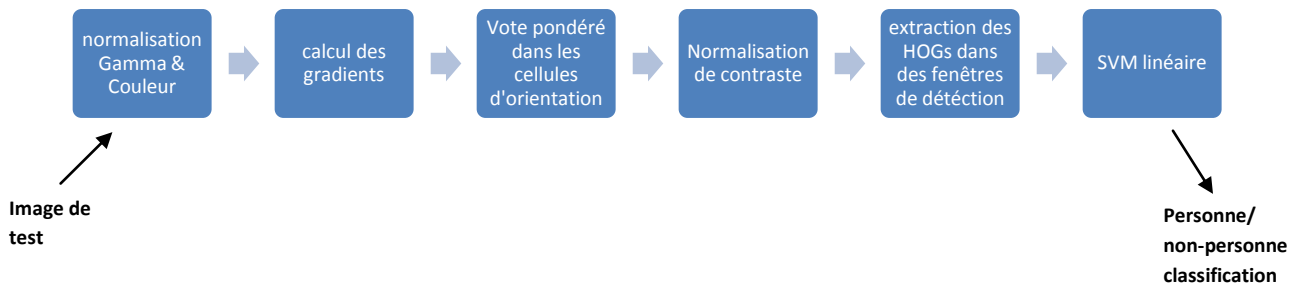 normalisation
Gamma &
Couleur
calcul des
gradients
Vote pondéré
dans les
cellules
d'orientation
Normalisation
de contraste
extraction des
HOGs dans
des fenêtres
de détéction
SVM linéaire
Image de
test
Personne/
non-personne
classification